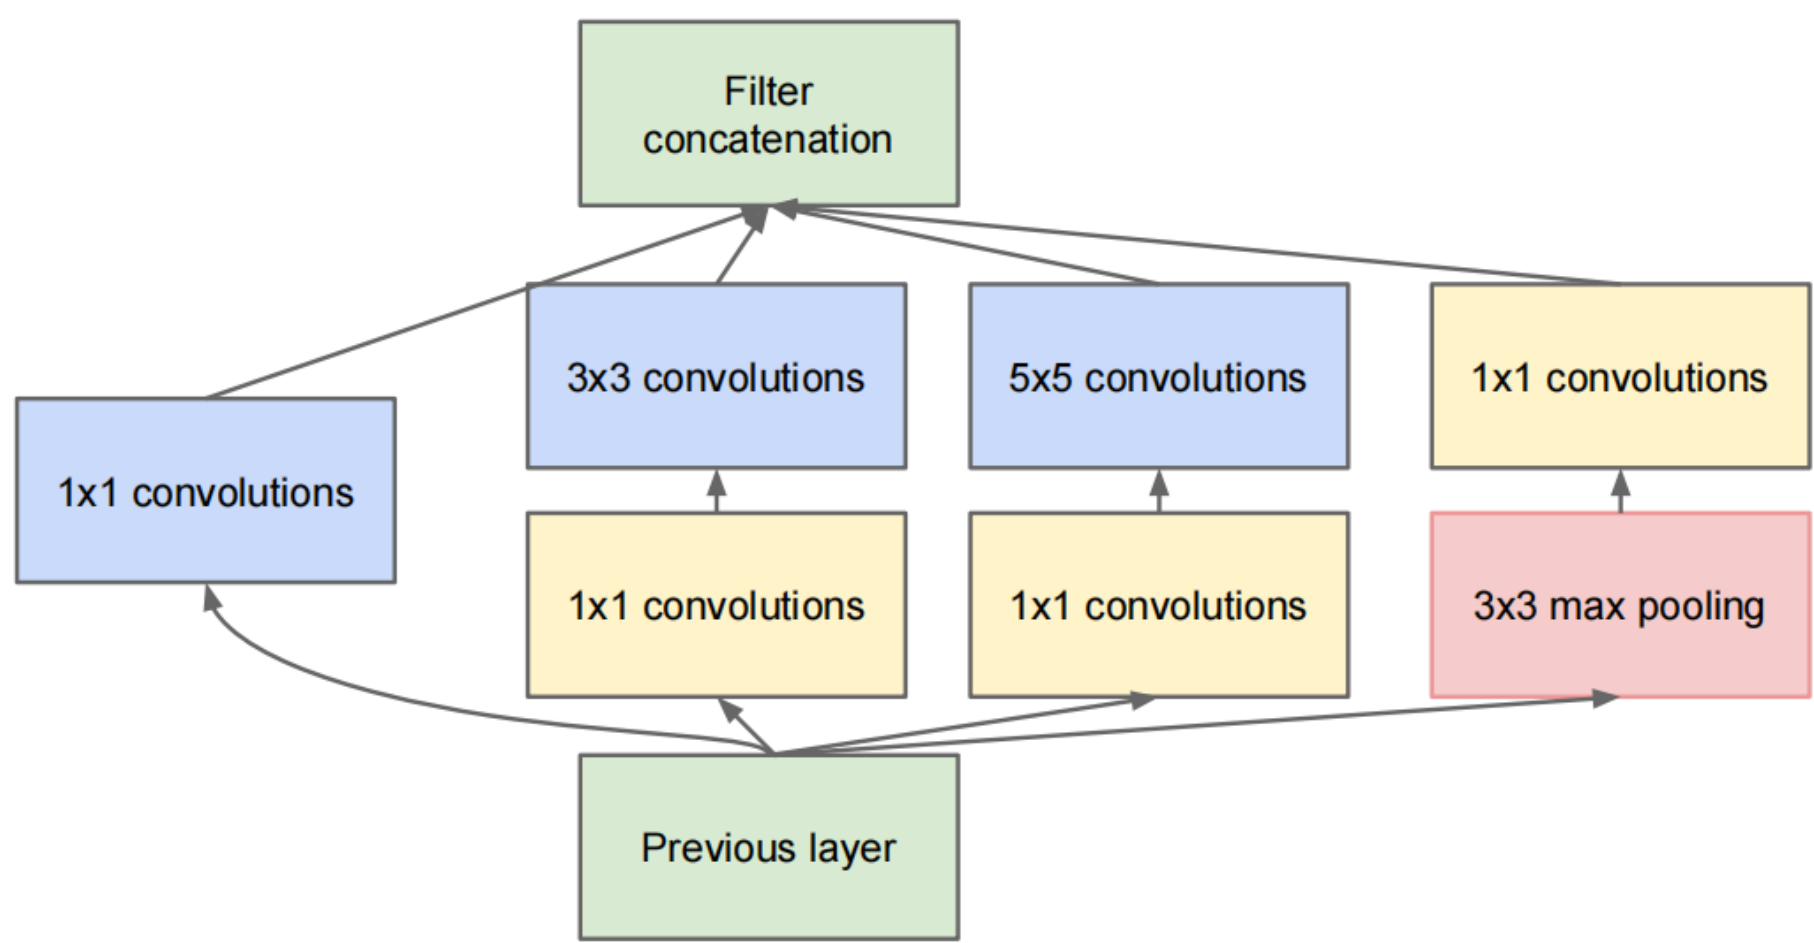 Filter
concatenation
3x3 convolutions
5x5 convolutions
1x1 convolutions
1x1 convolutions
1x1 convolutions
1x1 convolutions
3x3 max pooling
Previous layer